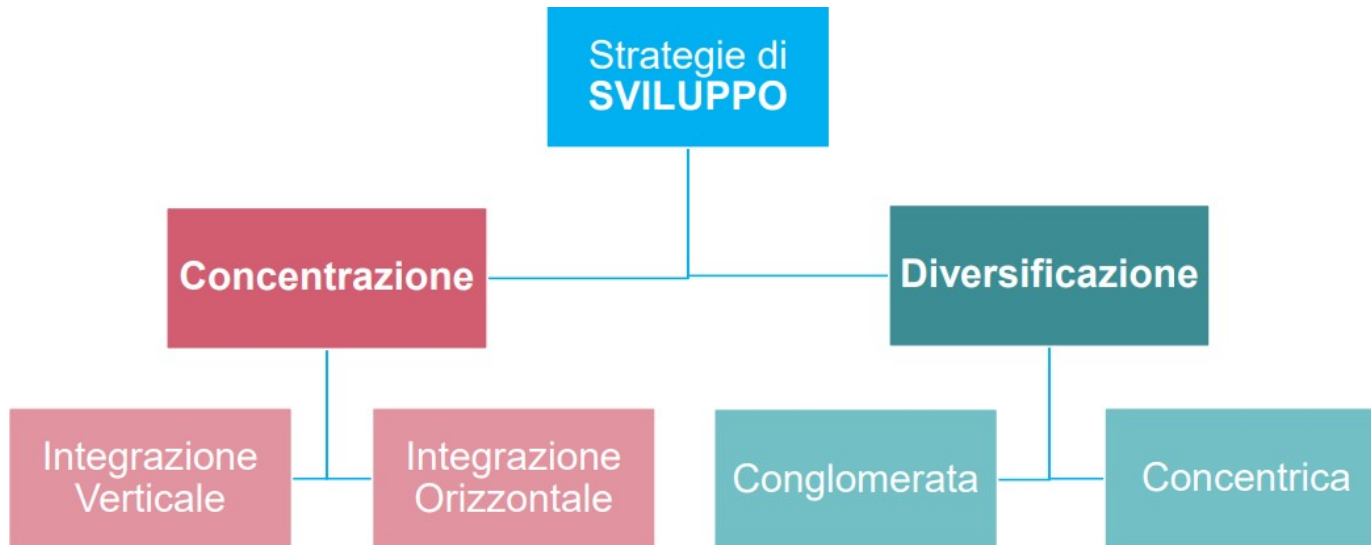 Strategie di
SVILUPPO
Concentrazione
Diversificazione
Integrazione
Verticale
Integrazione
Orizzontale
Conglomerata
Concentrica